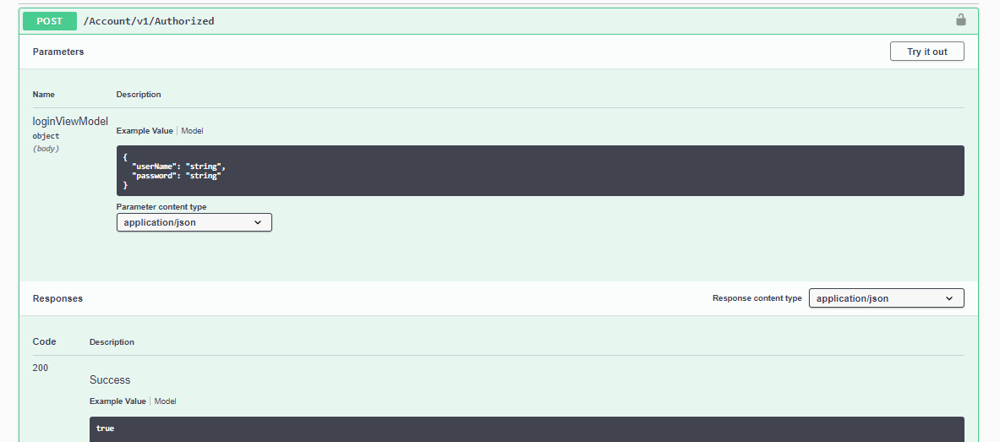 POST /Account/v1/Authorized
Parameters Try it out
Name Description
loginViewModel
object
(body)
Example Value Model
{
"userName": "string",
"password": "string"
}
Parameter content type
application/json
Responses Response content type application/json
Code Description
200
Success
Example Value Model
true